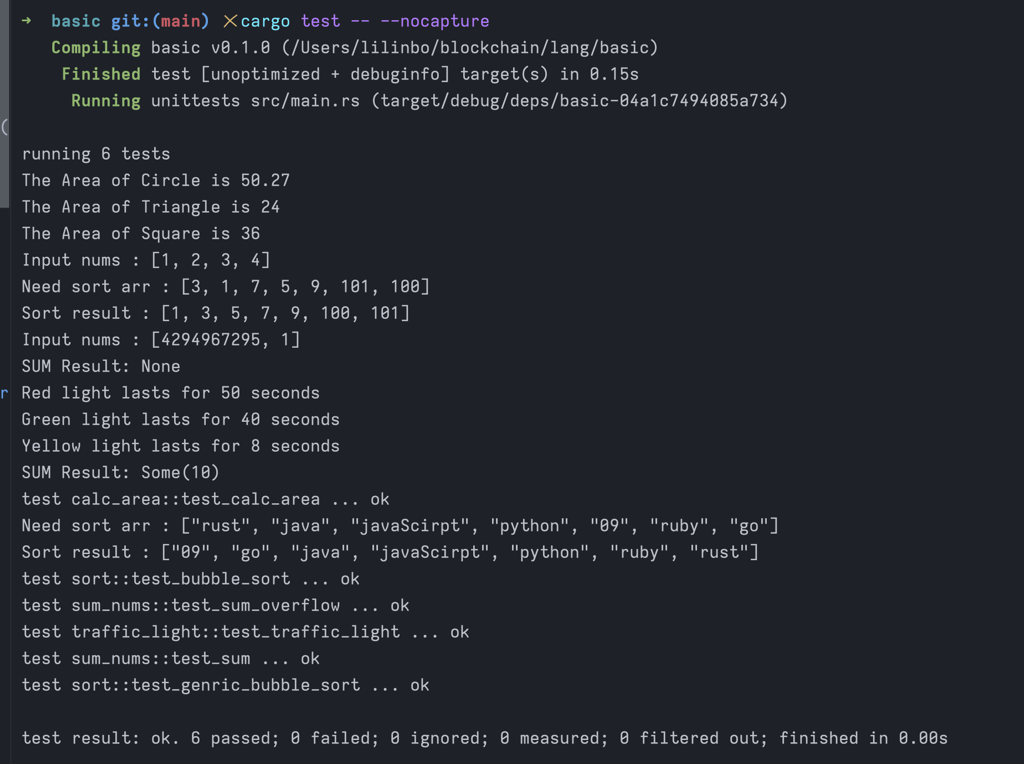 → basic git:(main) ✗cargo test -- --nocapture
Compiling basic v0.1.0 (/Users/lilinbo/blockchain/lang/basic)
Finished test [unoptimized + debuginfo] target(s) in 0.15s
Running unittests src/main.rs (target/debug/deps/basic-04a1c7494085a734)
(
running 6 tests
The Area of Circle is 50.27
The Area of Triangle is 24
The Area of Square is 36
Input nums : [1, 2, 3, 4]
Need sort arr : [3, 1, 7, 5, 9, 101, 100]
Sort result : [1, 3, 5, 7, 9, 100, 101]
Input nums : [4294967295, 1]
SUM Result: None
r Red light lasts for 50 seconds
Green light lasts for 40 seconds
Yellow light lasts for 8 seconds
SUM Result: Some(10)
test calc_area::test_calc_area ... ok
Need sort arr : ["rust", "java", "javaScirpt", "python", "09", "ruby", "go"]
Sort result : ["09", "go", "java", "javaScirpt", "python", "ruby", "rust"]
test sort::test_bubble_sort ... ok
test sum_nums::test_sum_overflow ... ok
test traffic_light::test_traffic_light ... ok
test sum_nums::test_sum ... ok
test sort::test_genric_bubble_sort ... ok
test result: ok. 6 passed; 0 failed; 0 ignored; 0 measured; 0 filtered out; finished in 0.00s